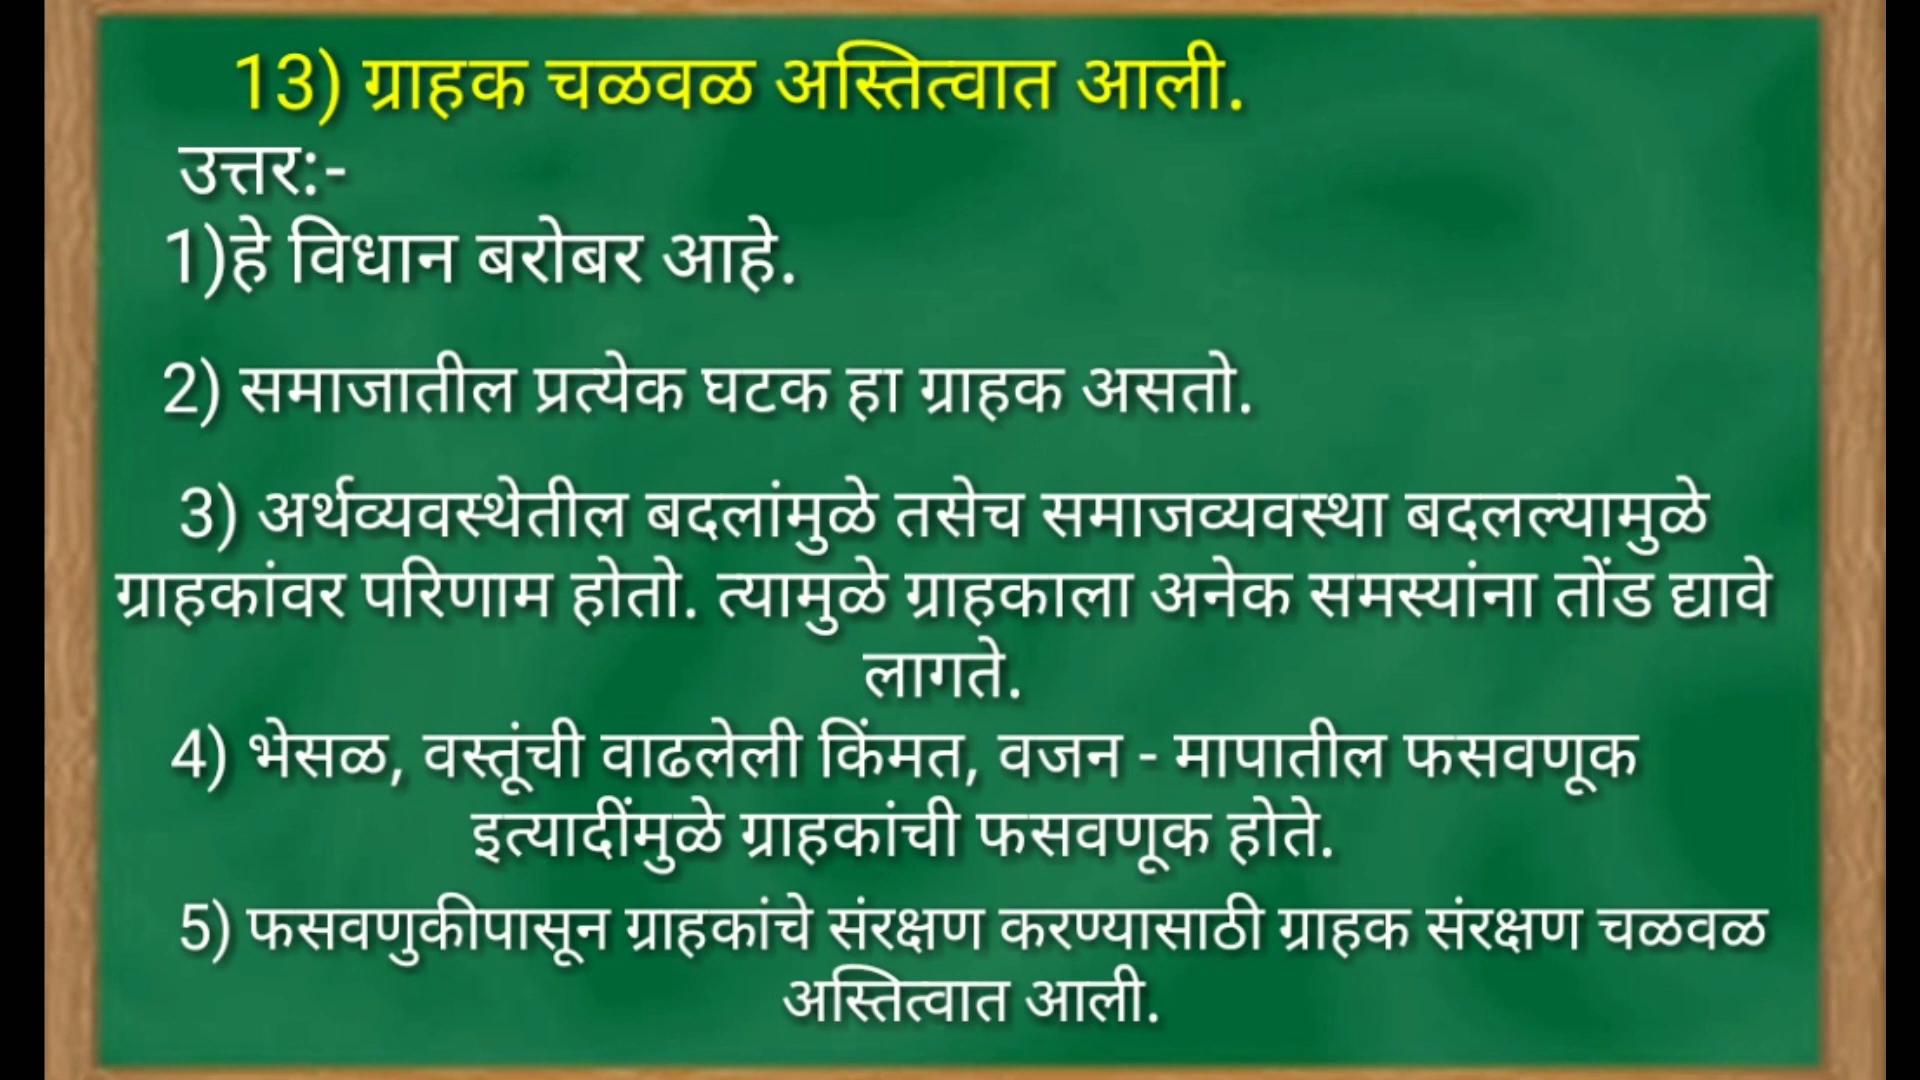 13) ग्राहक चळवळ अस्तित्वात आली.
उत्तर:-
1)हे विधान बरोबर आहे.
2) समाजातील प्रत्येक घटक हा ग्राहक असतो.
3) अर्थव्यवस्थेतील बदलांमुळे तसेच समाजव्यवस्था बदलल्यामुळे
ग्राहकांवर परिणाम होतो. त्यामुळे ग्राहकाला अनेक समस्यांना तोंड द्यावे
लागते.
4) भेसळ, वस्तूंची वाढलेली किंमत, वजन - मापातील फसवणूक
इत्यादींमुळे ग्राहकांची फसवणूक होते.
5) फसवणुकीपासून ग्राहकांचे संरक्षण करण्यासाठी ग्राहक संरक्षण चळवळ
अस्तित्वात आली.